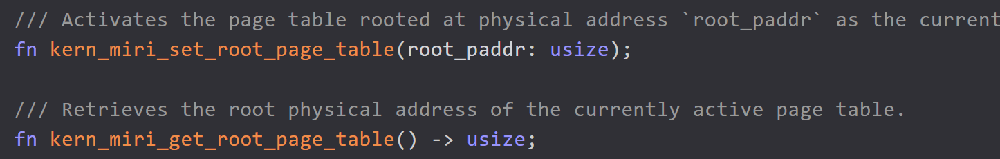 /// Activates the page table rooted at physical address `root_paddr` as the current
fn kern_miri_set_root_page_table(root_paddr: usize);
/// Retrieves the root physical address of the currently active page table.
fn kern_miri_get_root_page_table() -> usize;